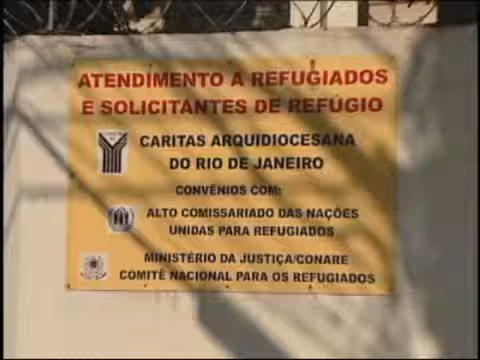 ATENDIMENTO A REFUGIADOS
E SOLICITANTES DE REFÚGIO
CARITAS ARQUIDIOCESANA
DO RIO DE JANEIRO
CONVÊNIOS COM:
ALTO COMISSARIADO DAS NAÇÕES
UNIDAS PARA REFUGIADOS
MINISTÉRIO DA JUSTIÇA/CONARE
COMITÊ NACIONAL PARA OS REFUGIADOS